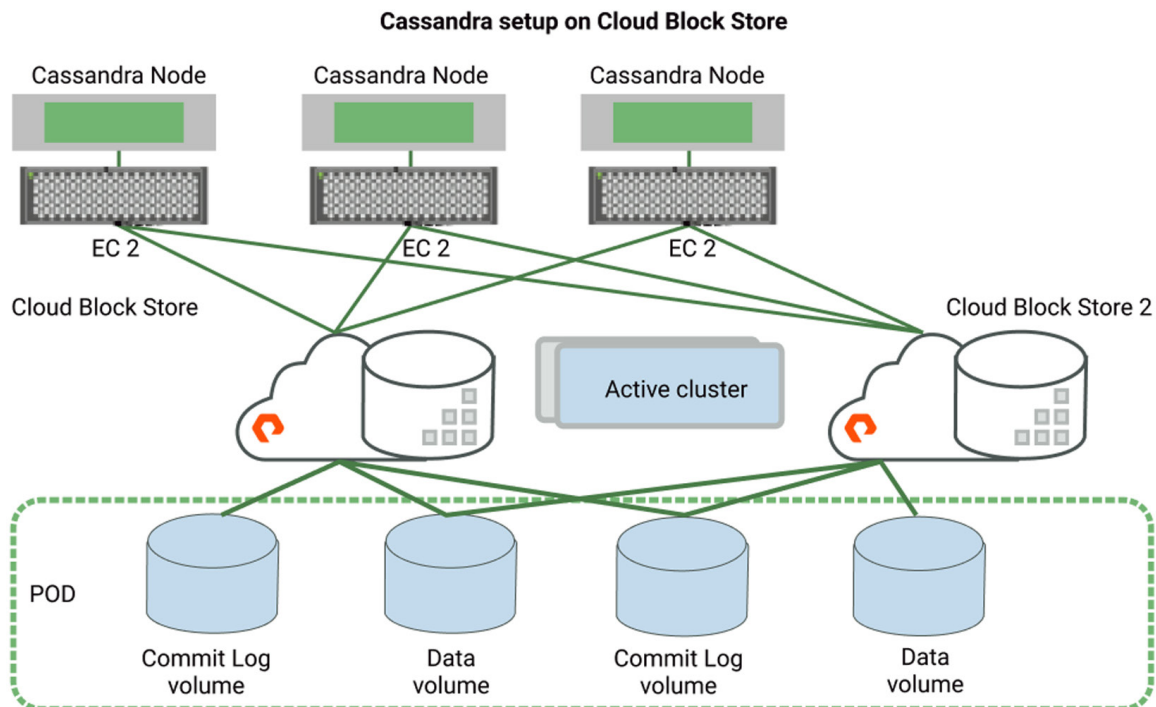 Cassandra setup on Cloud Block Store
Cassandra Node
Cassandra Node
Cassandra Node
EC 2
EC 2
EC 2
Cloud Block Store
Cloud Block Store 2
Active cluster
POD
Commit Log
volume
Data
volume
Commit Log
volume
Data
volume